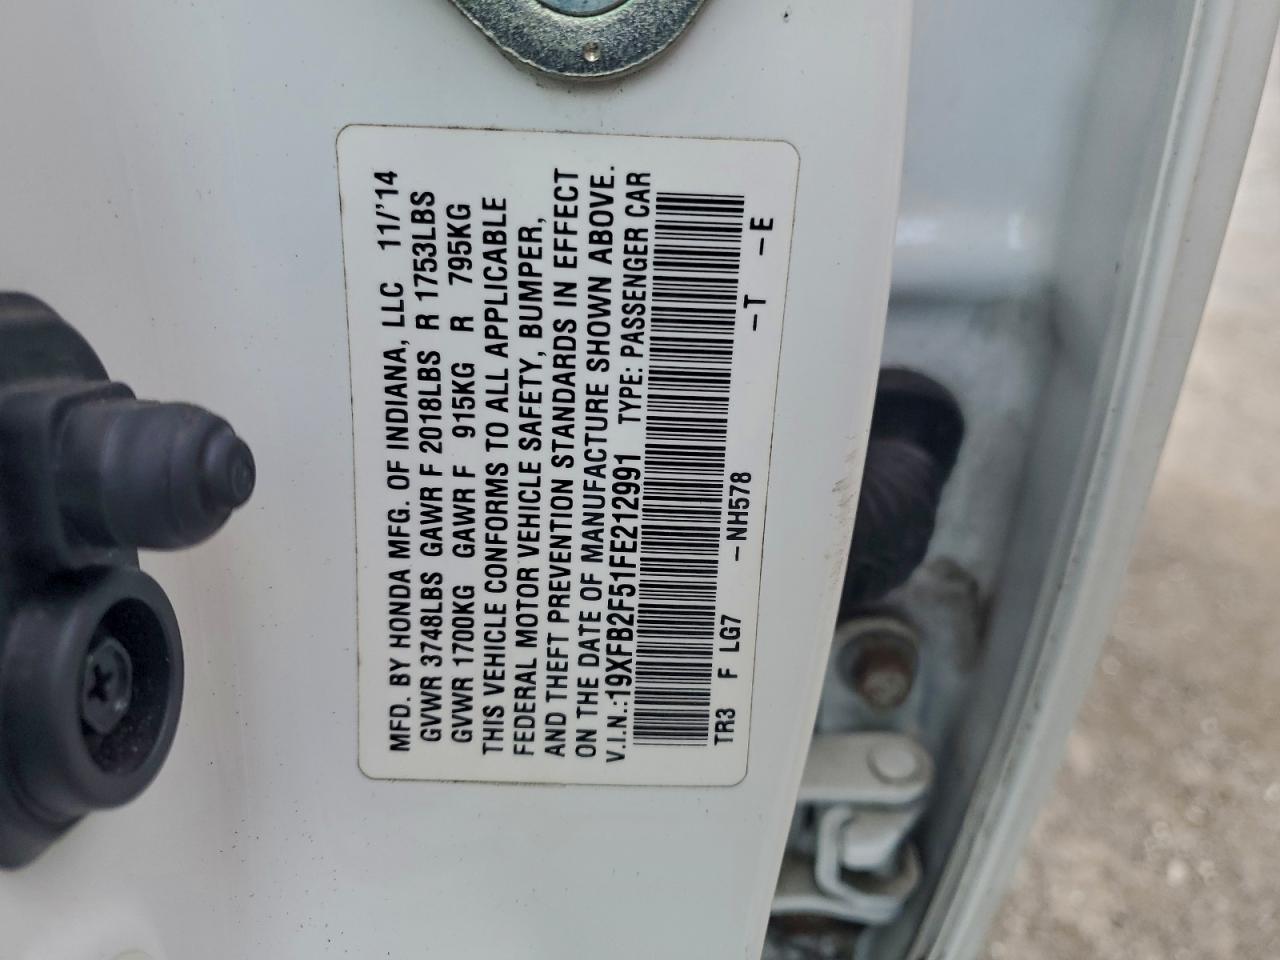 MFD. BY HONDA MFG. OF INDIANA, LLC 11/'14
GVWR 3748LBS GAWR F 2018LBS R 1753LBS
GVWR 1700KG GAWR F 915KG R 795KG
THIS VEHICLE CONFORMS TO ALL APPLICABLE
FEDERAL MOTOR VEHICLE SAFETY, BUMPER,
AND THEFT PREVENTION STANDARDS IN EFFECT
ON THE DATE OF MANUFACTURE SHOWN ABOVE.
V.I.N.:19XFB2F51FE212991 TYPE: PASSENGER CAR
TR3 F LG7 -NH578 -T -E